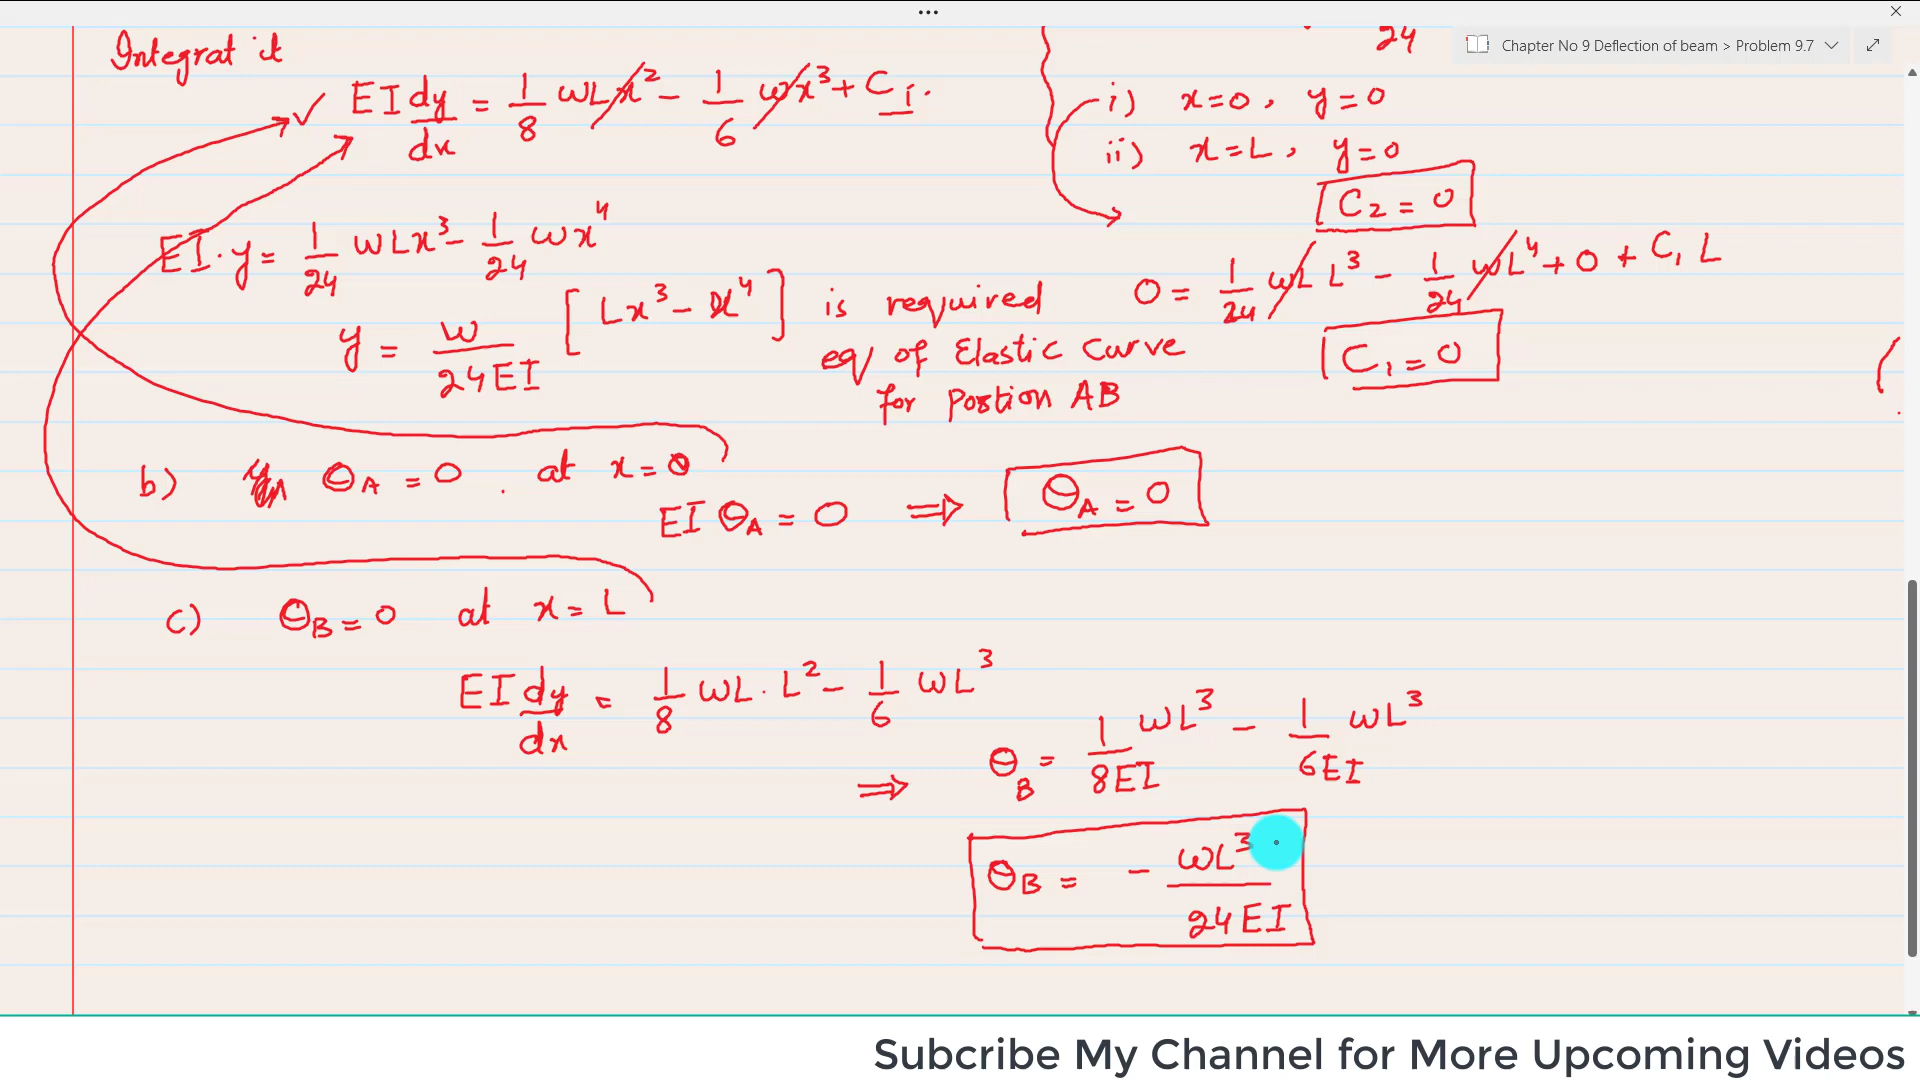 ...
Chapter No 9 Deflection of beam > Problem 9.7
24
Integrat it
EI dy/dx = 1/8 wLx² - 1/6 wx³ + C₁.
i) x=0, y=0
ii) x=L, y=0
C₂ = 0
EI.y = 1/24 wLx³ - 1/24 wx⁴
0 = 1/24 wL L³ - 1/24 wL⁴ + 0 + C₁ L
y = w/24EI [Lx³ - x⁴] is required
eq of Elastic Curve
for Portion AB
C₁ = 0
b) θA = 0. at x=0
EI θA = 0 ⇒ θA = 0
c) θB = 0 at x = L
EI dy/dx = 1/8 wL.L² - 1/6 wL³
⇒ θB = 1/8EI wL³ - 1/6EI wL³
θB = - wL³/24EI
Subcribe My Channel for More Upcoming Videos